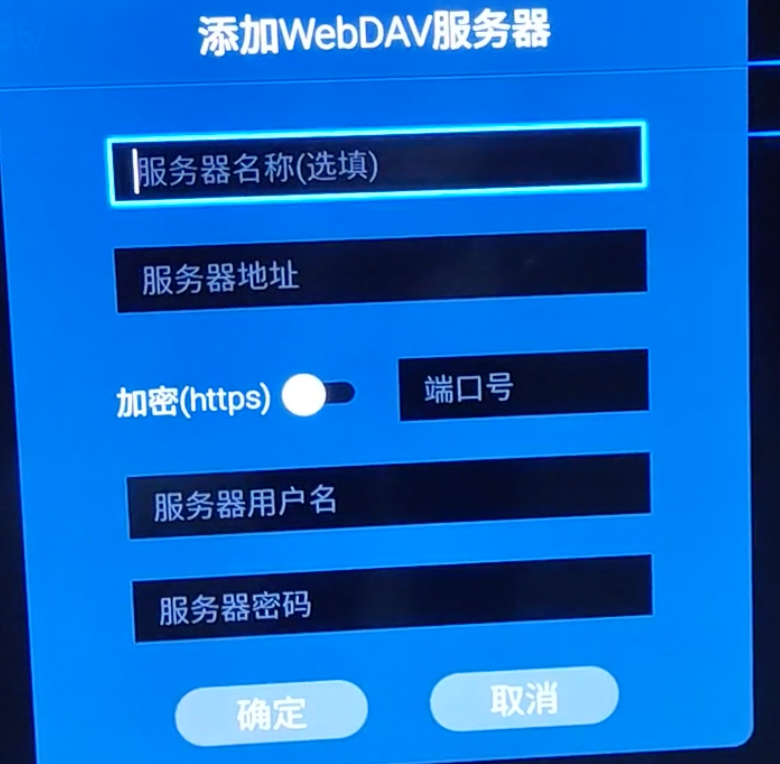 添加WebDAV服务器
服务器名称(选填)
服务器地址
加密(https) 端口号
服务器用户名
服务器密码
确定 取消